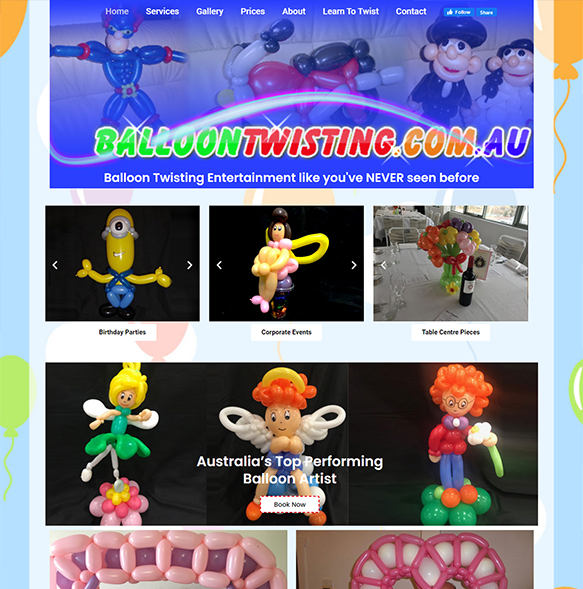 Home Services Gallery Prices About Learn To Twist Contact Follow Share
BALLOONTWISTING.COM.AU
Balloon Twisting Entertainment like you've NEVER seen before
Birthday Parties Corporate Events Table Centre Pieces
Australia's Top Performing
Balloon Artist
Book Now